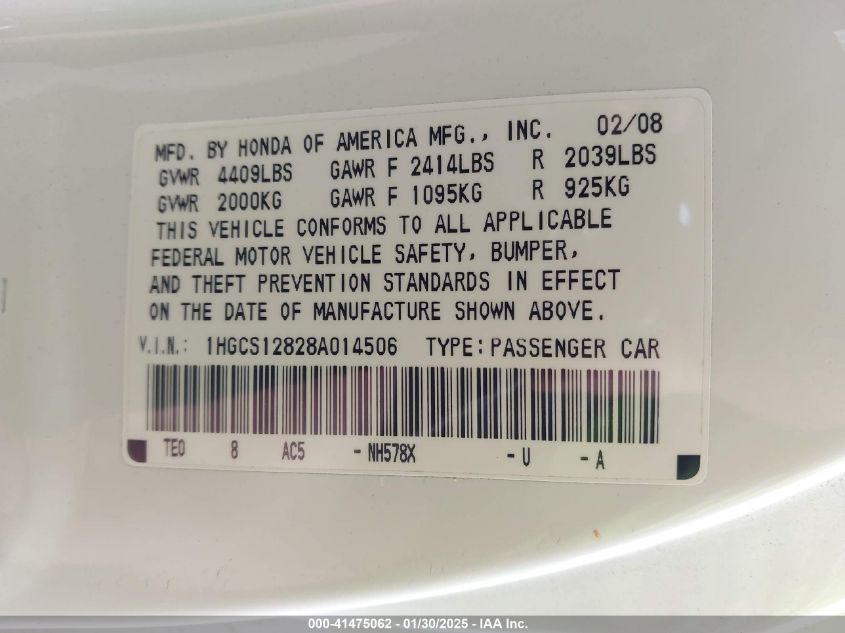 MFD. BY HONDA OF AMERICA MFG., INC. 02/08
GVWR 4409LBS GAWR F 2414LBS R 2039LBS
GVWR 2000KG GAWR F 1095KG R 925KG
THIS VEHICLE CONFORMS TO ALL APPLICABLE
FEDERAL MOTOR VEHICLE SAFETY, BUMPER,
AND THEFT PREVENTION STANDARDS IN EFFECT
ON THE DATE OF MANUFACTURE SHOWN ABOVE.
V.I.N.: 1HGCS12828A014506 TYPE:PASSENGER CAR
TE0 8 AC5 -NH578X -U -A
000-41475062 - 01/30/2025 - IAA Inc.